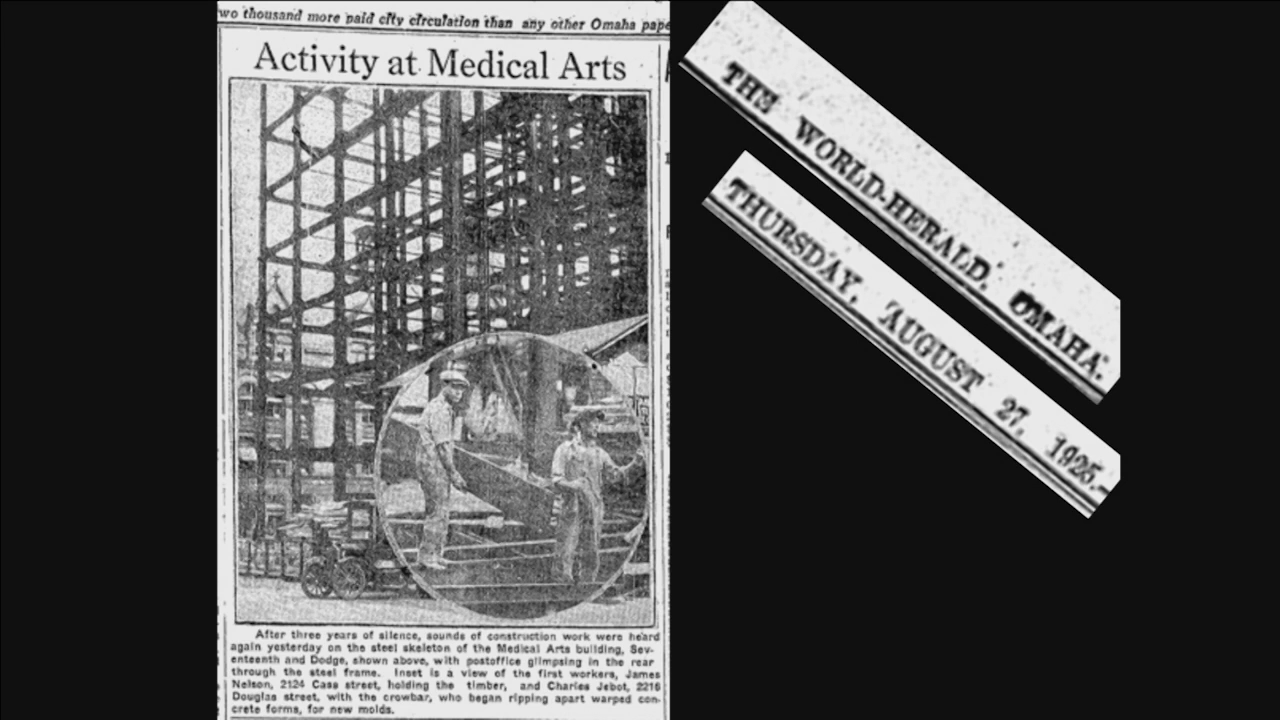 wo thousand more paid city circulation than any other Omaha pape
Activity at Medical Arts
After three years of silence, sounds of construction work were heard
again yesterday on the steel skeleton of the Medical Arts building, Sev-
enteenth and Dodge, shown above, with postoffice glimpsing in the rear
through the steel frame. Inset is a view of the first workers, James
Nelson, 2124 Cass street, holding the timber, and Charles Jebot, 2216
Douglas street, with the crowbar, who began ripping apart warped con-
crete forms, for new molds.
THE WORLD-HERALD, OMAHA.
THURSDAY, AUGUST 27, 1925.–